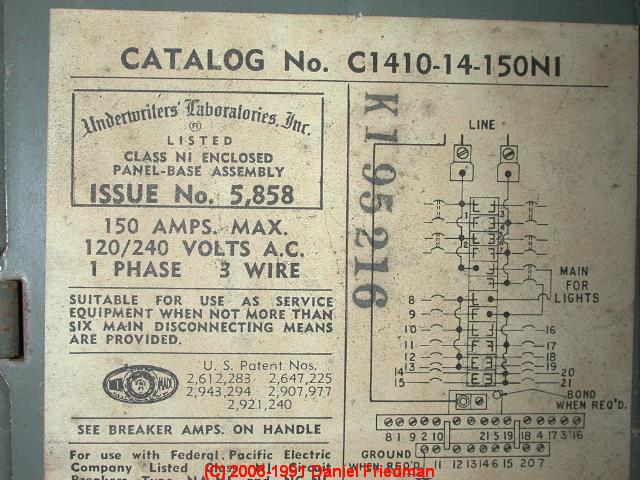 CATALOG No. C1410-14-150NI
Underwriters' Laboratories, Inc.
®
LISTED
CLASS NI ENCLOSED
PANEL-BASE ASSEMBLY
ISSUE No. 5,858
150 AMPS. MAX.
120/240 VOLTS A.C.
1 PHASE 3 WIRE
SUITABLE FOR USE AS SERVICE
EQUIPMENT WHEN NOT MORE THAN
SIX MAIN DISCONNECTING MEANS
ARE PROVIDED.
U. S. Patent Nos.
2,612,283 2,647,225
2,943,294 2,907,977
2,921,240
SEE BREAKER AMPS. ON HANDLE
For use with Federal Pacific Electric
Company Listed
K195216
LINE
MAIN
FOR
LIGHTS
8
9
10 16
11 17
12 18
13 19
14 20
15 21
BOND
WHEN REQ'D.
8 1 9 2 10 21 5 19 18 4 17 3 16
GROUND
WHEN REQ'D. 11 12 13 14 15 20 7
(C) 2008-1991 Daniel Friedman